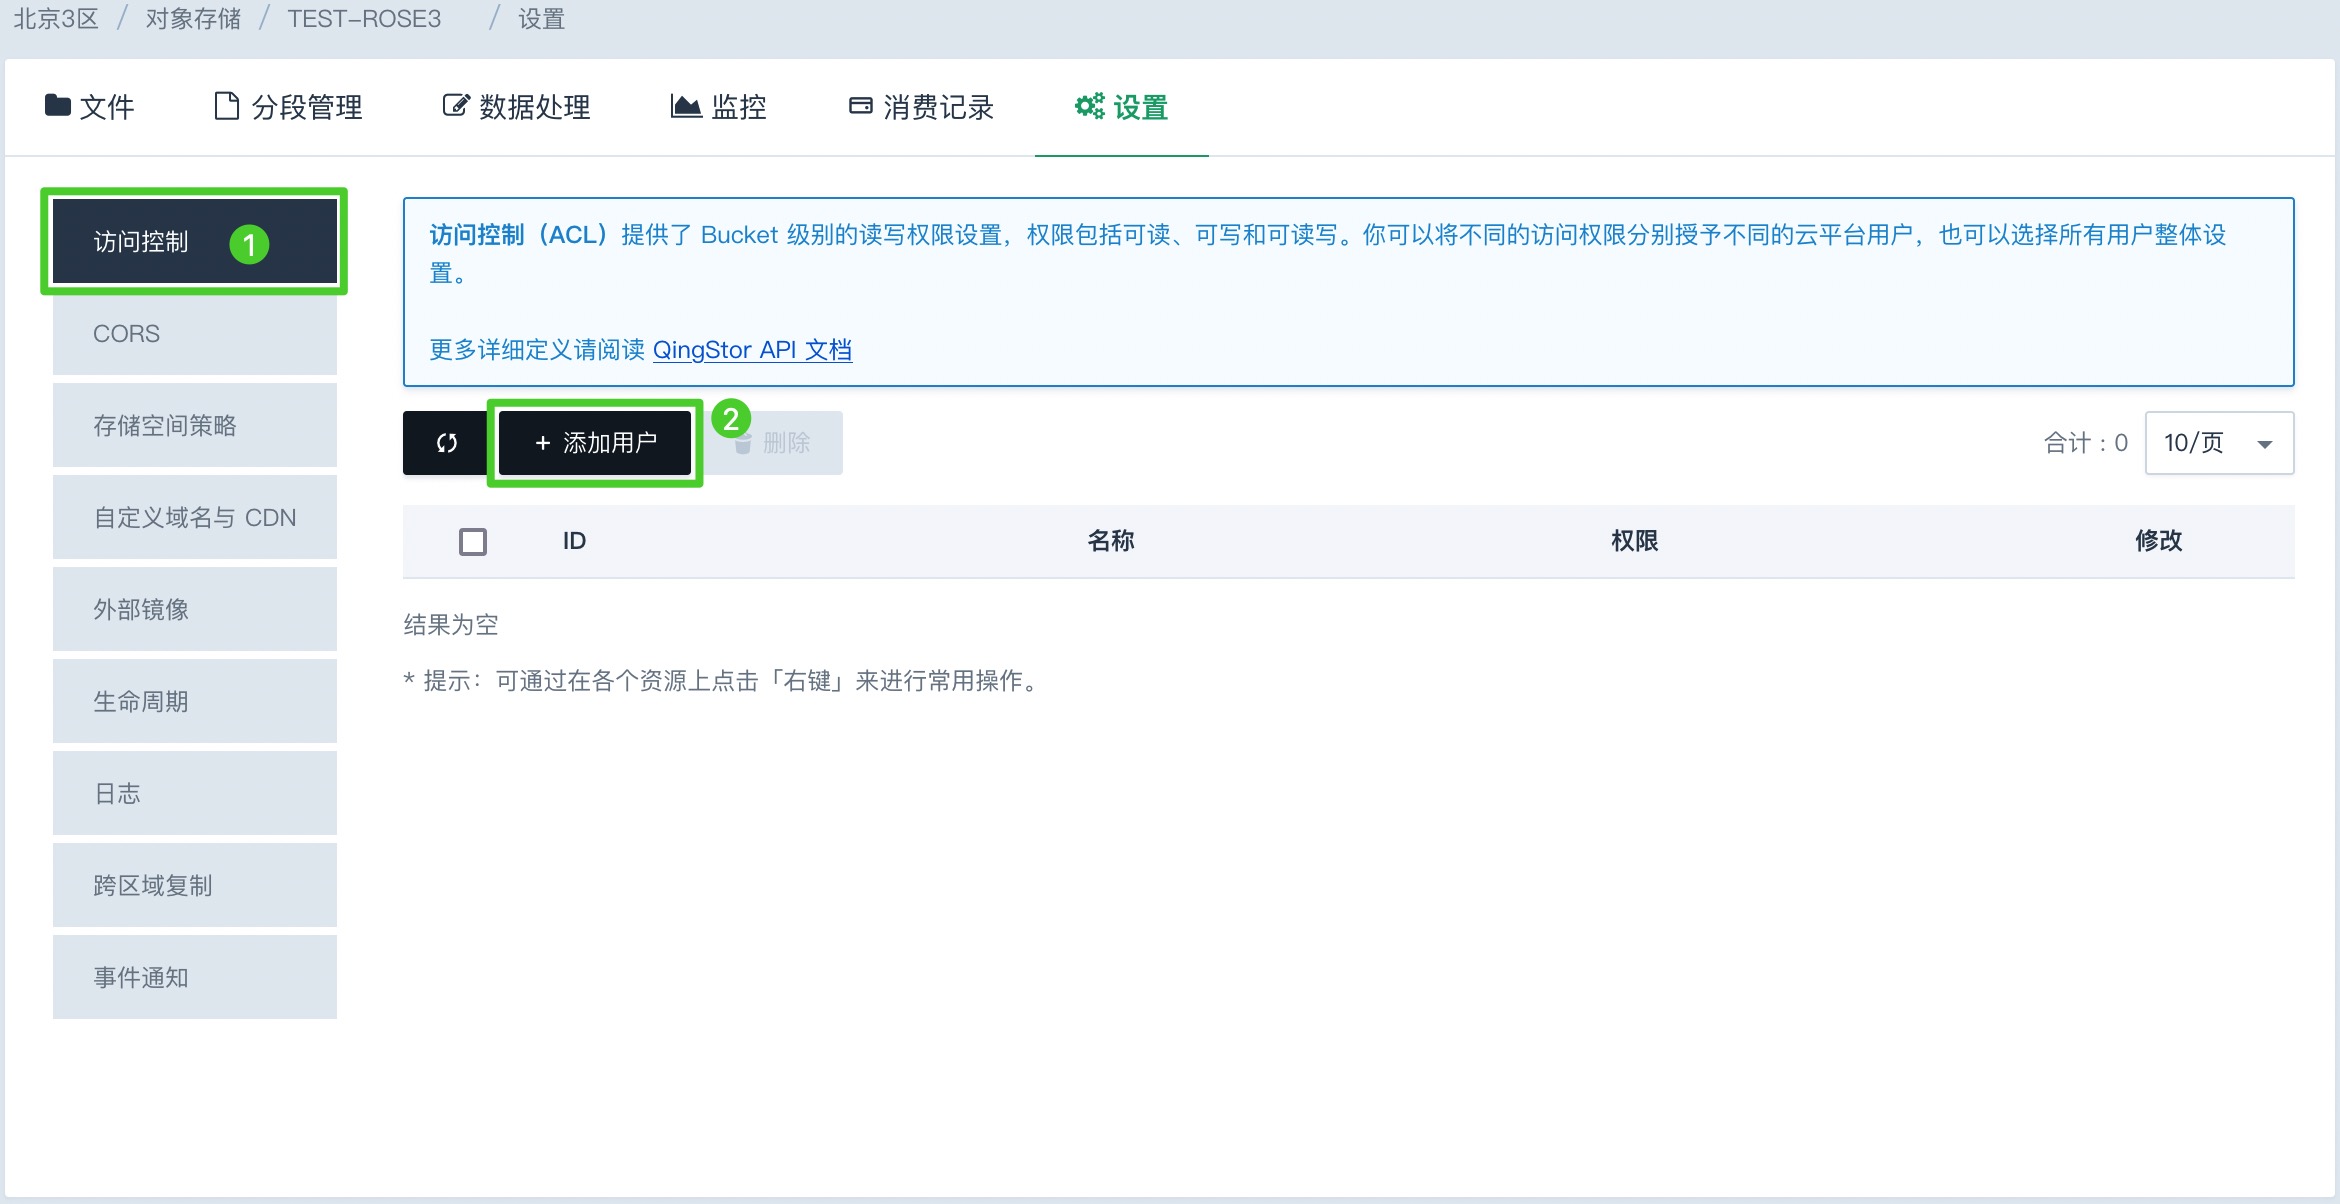 北京3区 / 对象存储 / TEST-ROSE3 / 设置
文件 分段管理 数据处理 监控 消费记录 设置
访问控制 1
CORS
存储空间策略
自定义域名与 CDN
外部镜像
生命周期
日志
跨区域复制
事件通知
访问控制（ACL）提供了 Bucket 级别的读写权限设置，权限包括可读、可写和可读写。你可以将不同的访问权限分别授予不同的云平台用户，也可以选择所有用户整体设
置。
更多详细定义请阅读 QingStor API 文档
+ 添加用户 2 删除 合计：0 10/页
ID 名称 权限 修改
结果为空
* 提示：可通过在各个资源上点击「右键」来进行常用操作。